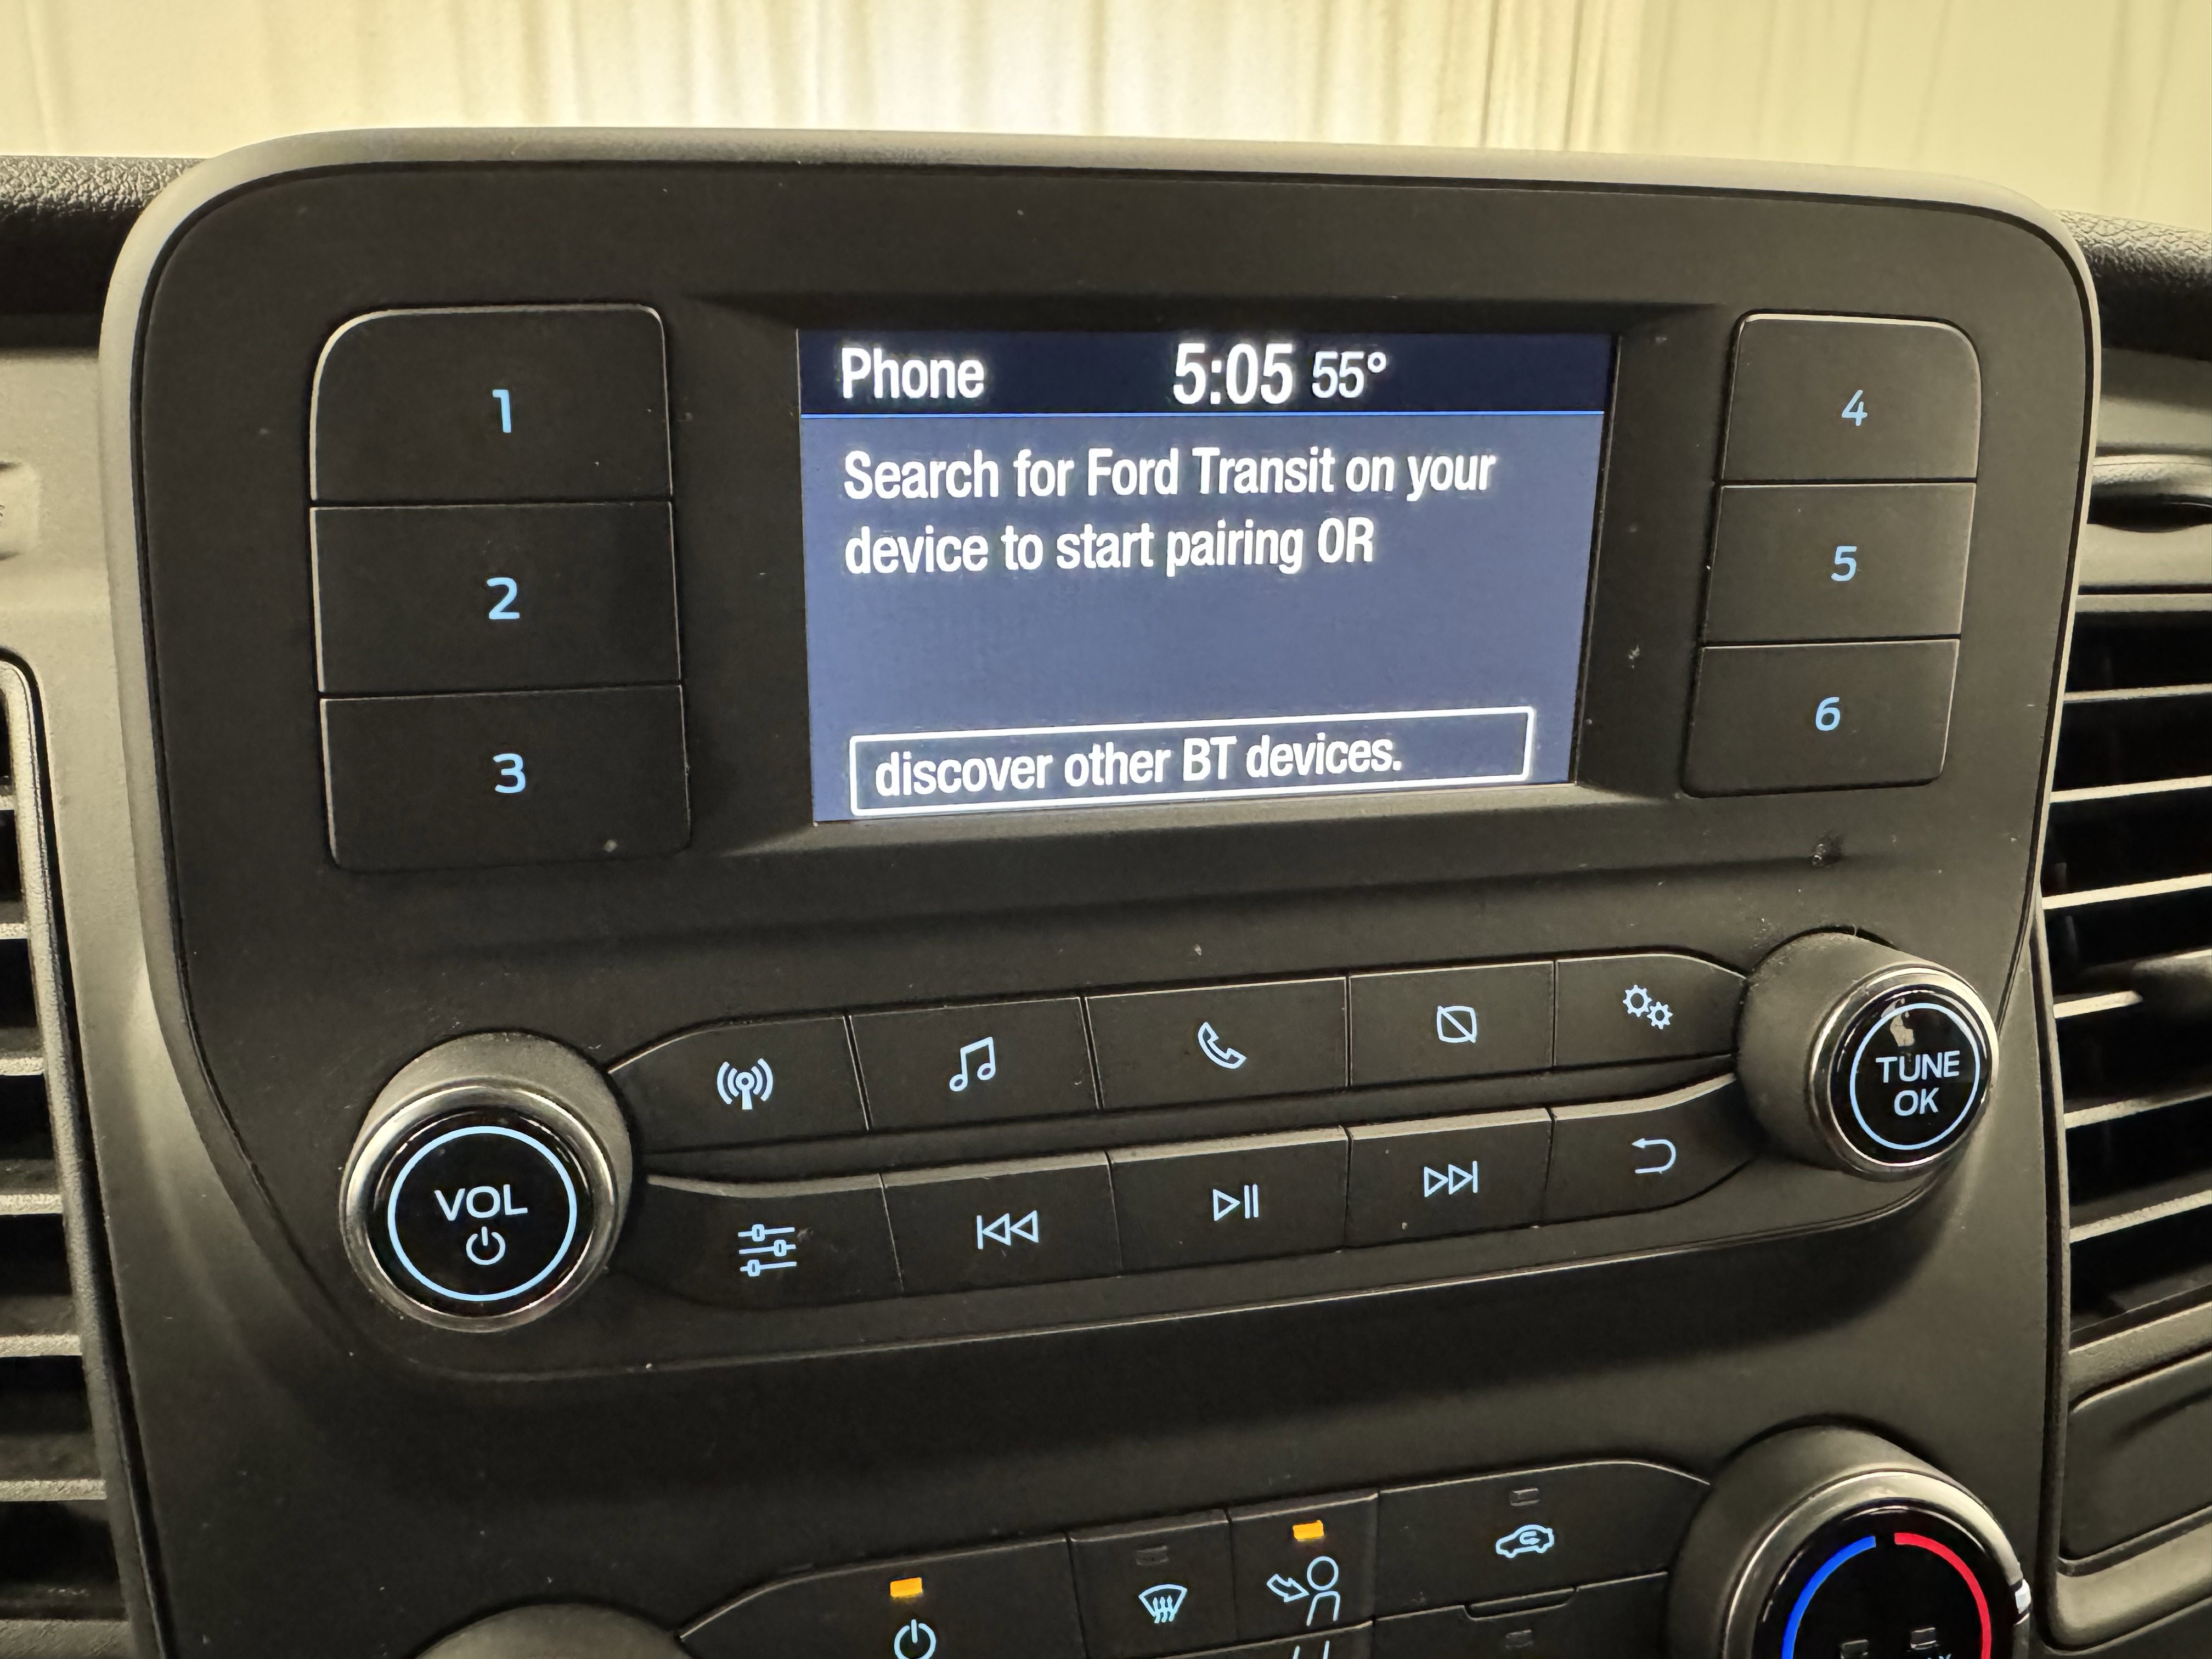 Phone 5:05 55°
Search for Ford Transit on your
device to start pairing OR
discover other BT devices.
1
2
3
4
5
6
VOL
TUNE
OK